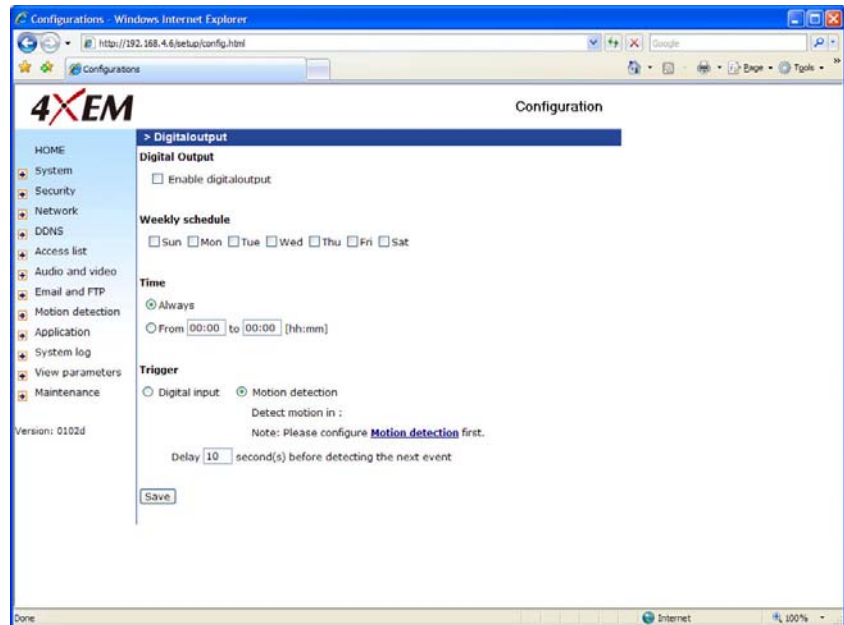 Configurations - Windows Internet Explorer
http://192.168.4.6/setup/config.html
Google
Configurations
Page
Tools
4XEM
Configuration
> Digitaloutput
HOME
System
Security
Network
DDNS
Access list
Audio and video
Email and FTP
Motion detection
Application
System log
View parameters
Maintenance
Version: 0102d
Digital Output
Enable digitaloutput
Weekly schedule
Sun Mon Tue Wed Thu Fri Sat
Time
Always
From 00:00 to 00:00 [hh:mm]
Trigger
Digital input Motion detection
Detect motion in :
Note: Please configure Motion detection first.
Delay 10 second(s) before detecting the next event
Save
Done
Internet
100%